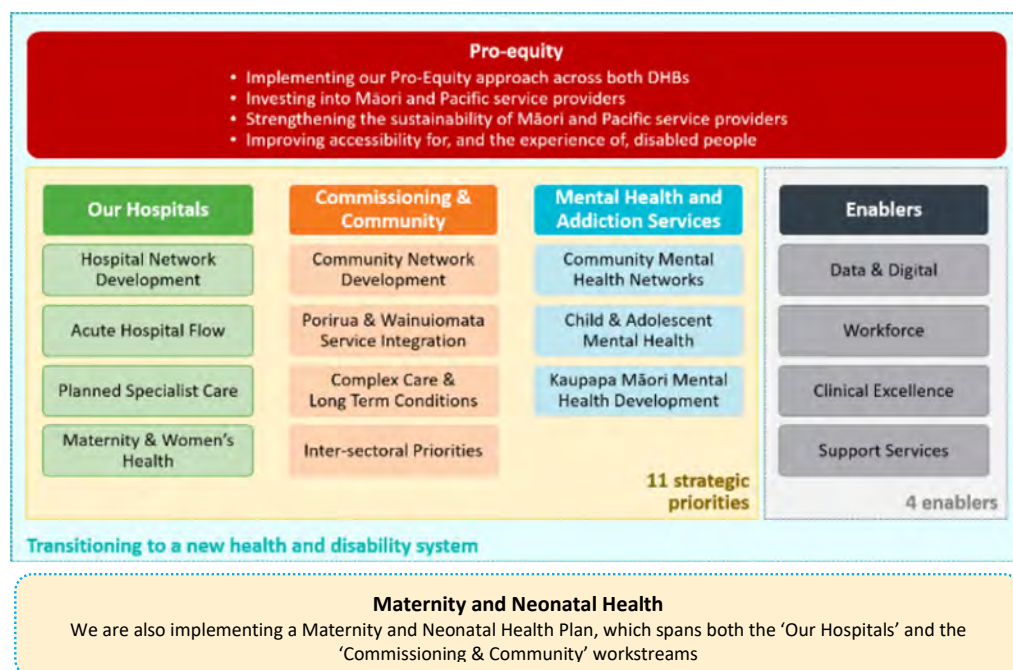 Pro-equity
• Implementing our Pro-Equity approach across both DHBs
• Investing into Māori and Pacific service providers
• Strengthening the sustainability of Māori and Pacific service providers
• Improving accessibility for, and the experience of, disabled people
Our Hospitals
Hospital Network
Development
Acute Hospital Flow
Planned Specialist Care
Maternity & Women's
Health
Commissioning &
Community
Community Network
Development
Porirua & Wainuiomata
Service Integration
Complex Care &
Long Term Conditions
Inter-sectoral Priorities
Mental Health and
Addiction Services
Community Mental
Health Networks
Child & Adolescent
Mental Health
Kaupapa Māori Mental
Health Development
11 strategic
priorities
Enablers
Data & Digital
Workforce
Clinical Excellence
Support Services
4 enablers
Transitioning to a new health and disability system
Maternity and Neonatal Health
We are also implementing a Maternity and Neonatal Health Plan, which spans both the ‘Our Hospitals’ and the
‘Commissioning & Community’ workstreams